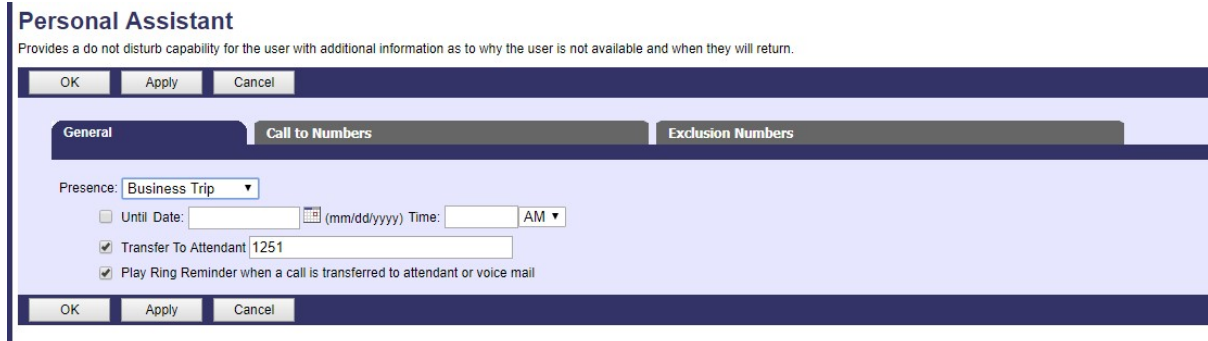 Personal Assistant
Provides a do not disturb capability for the user with additional information as to why the user is not available and when they will return.
OK Apply Cancel
General Call to Numbers Exclusion Numbers
Presence: Business Trip
Until Date: (mm/dd/yyyy) Time: AM
Transfer To Attendant 1251
Play Ring Reminder when a call is transferred to attendant or voice mail
OK Apply Cancel